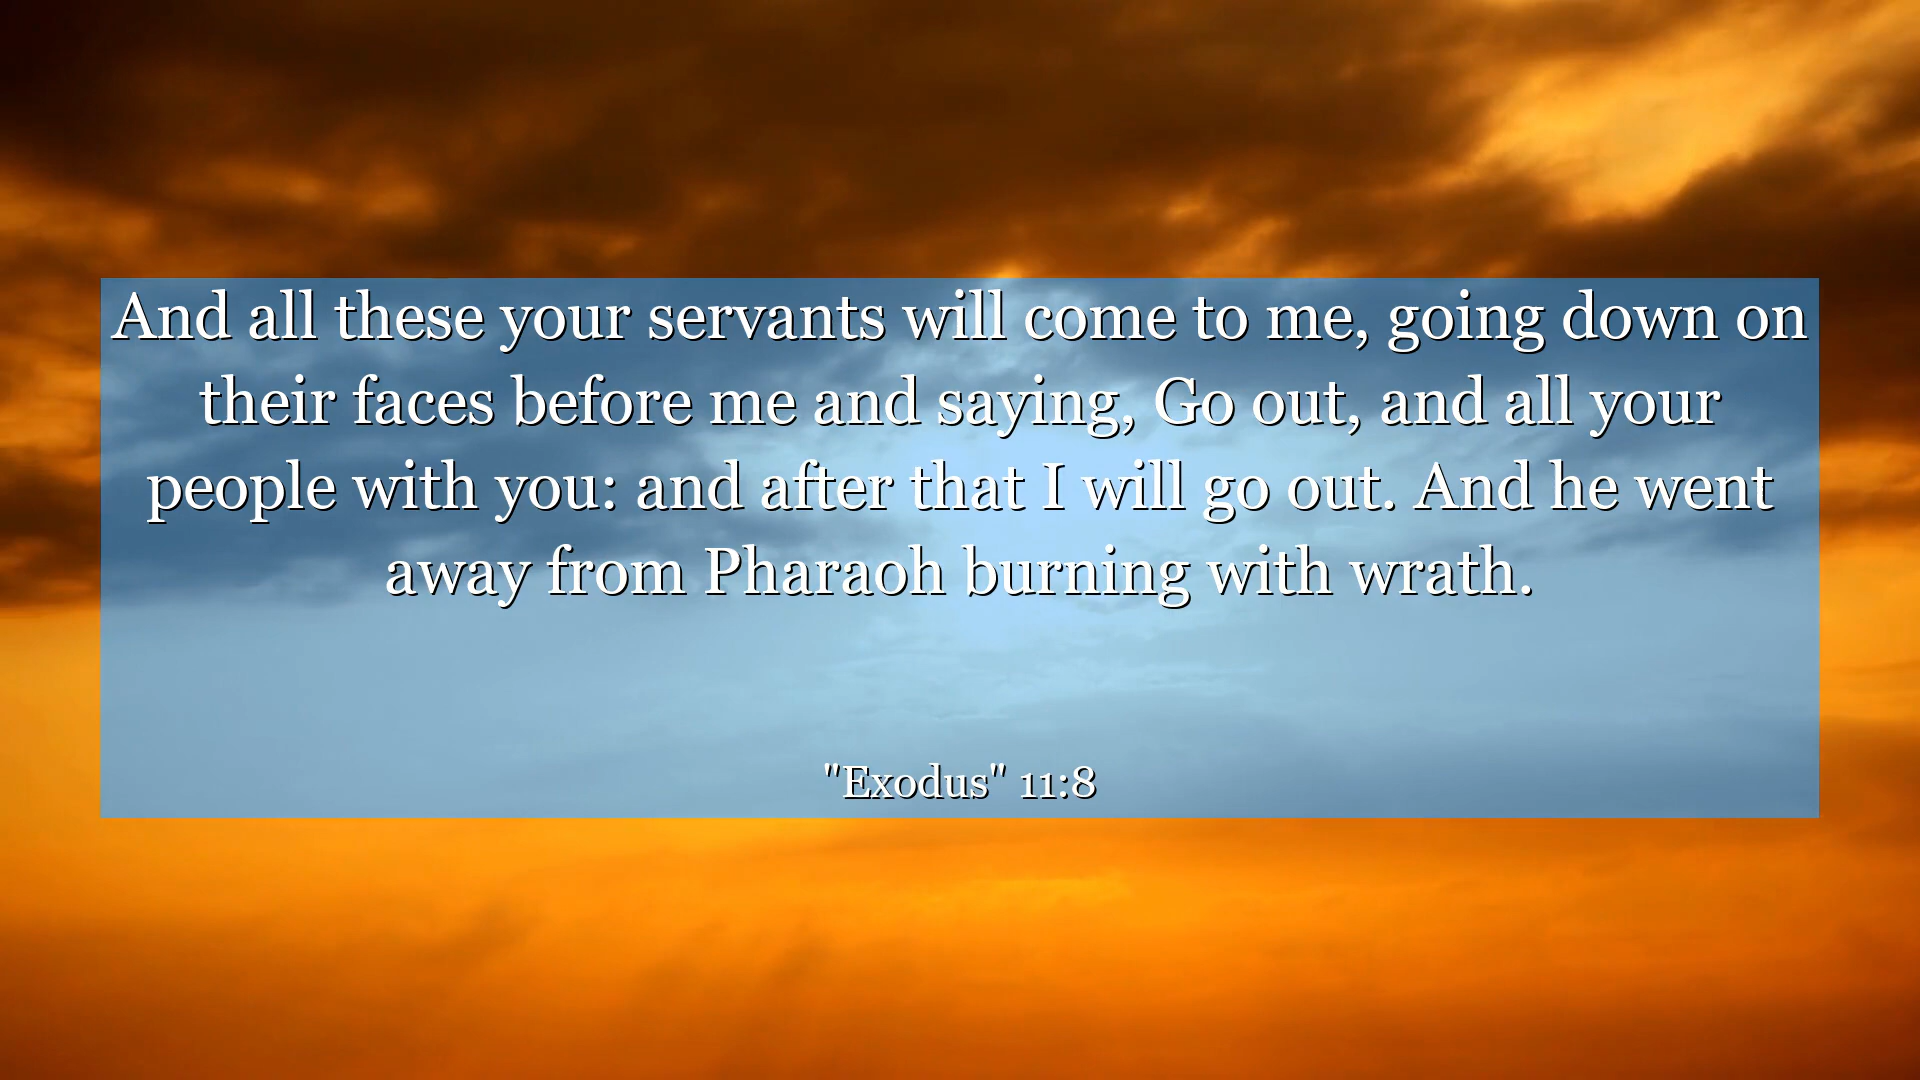 And all these your servants will come to me, going down on
their faces before me and saying, Go out, and all your
people with you: and after that I will go out. And he went
away from Pharaoh burning with wrath.
"Exodus" 11:8